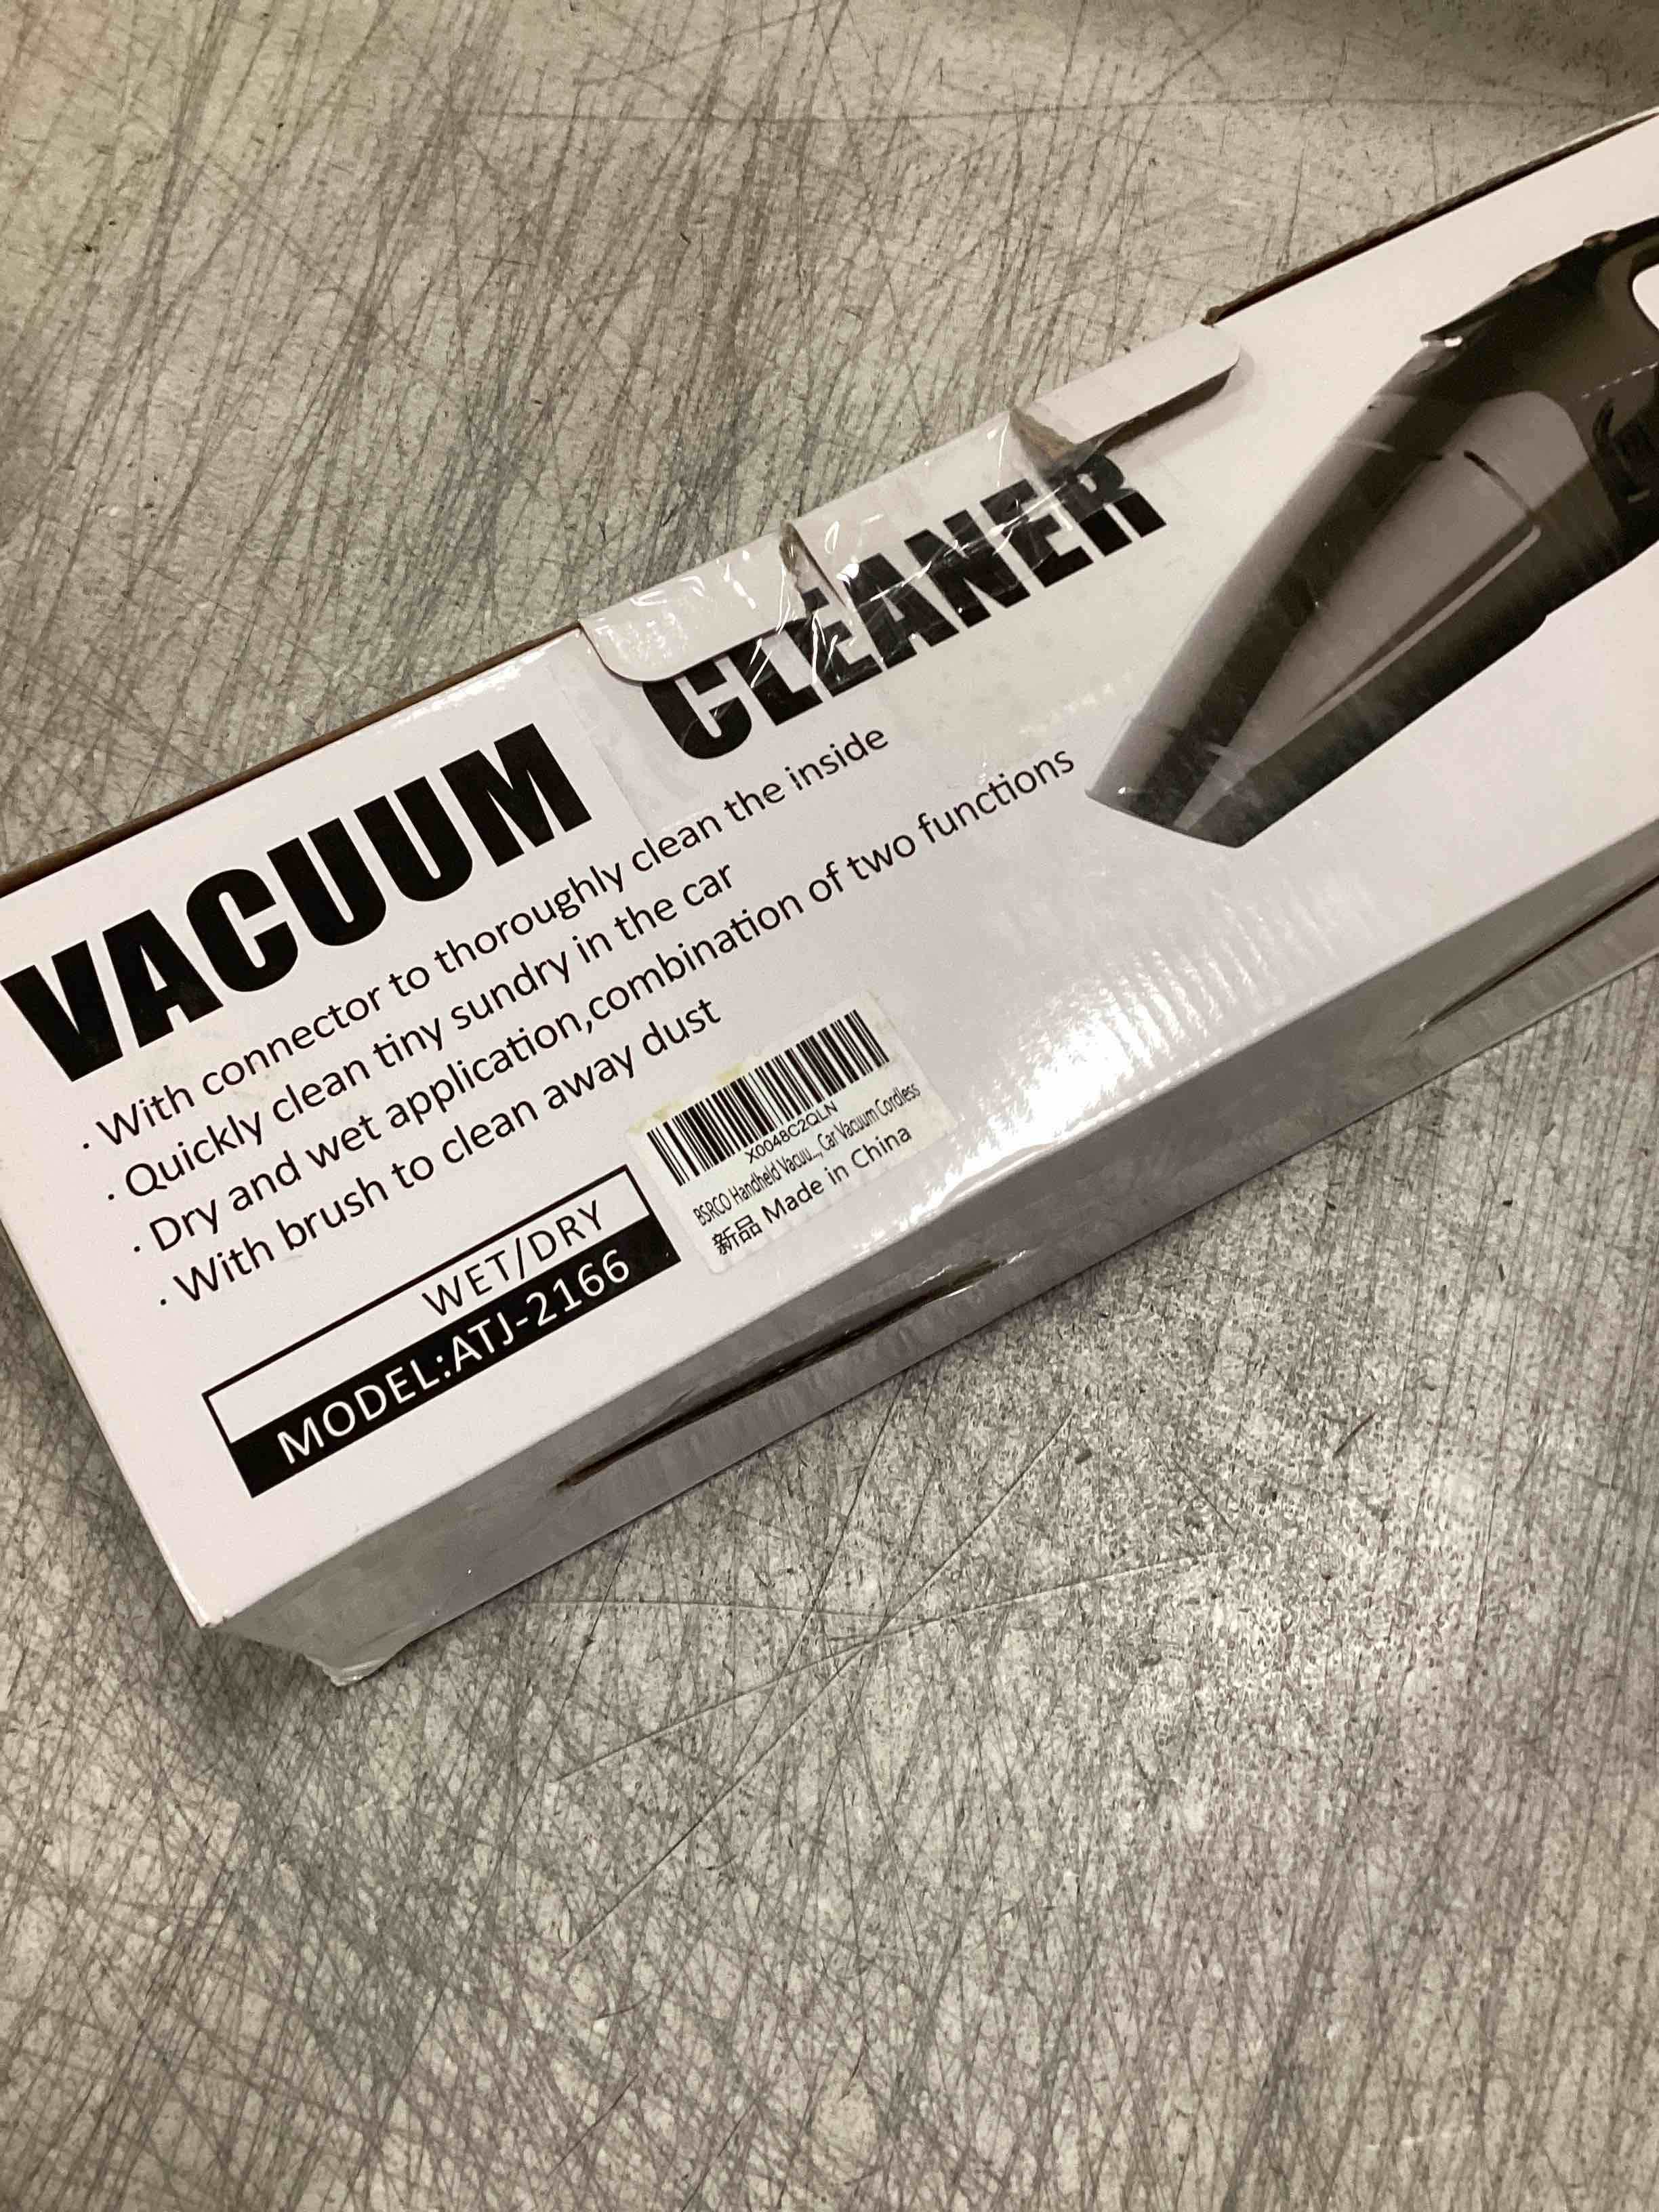 VACUUM CLEANER
· With connector to thoroughly clean the inside
· Quickly clean tiny sundry in the car
· Dry and wet application,combination of two functions
· With brush to clean away dust
WET/DRY
MODEL:ATJ-2166
X0048C2QLN
BSRCO Handheld Vacuu..., Car Vacuum Cordless
新品 Made in China